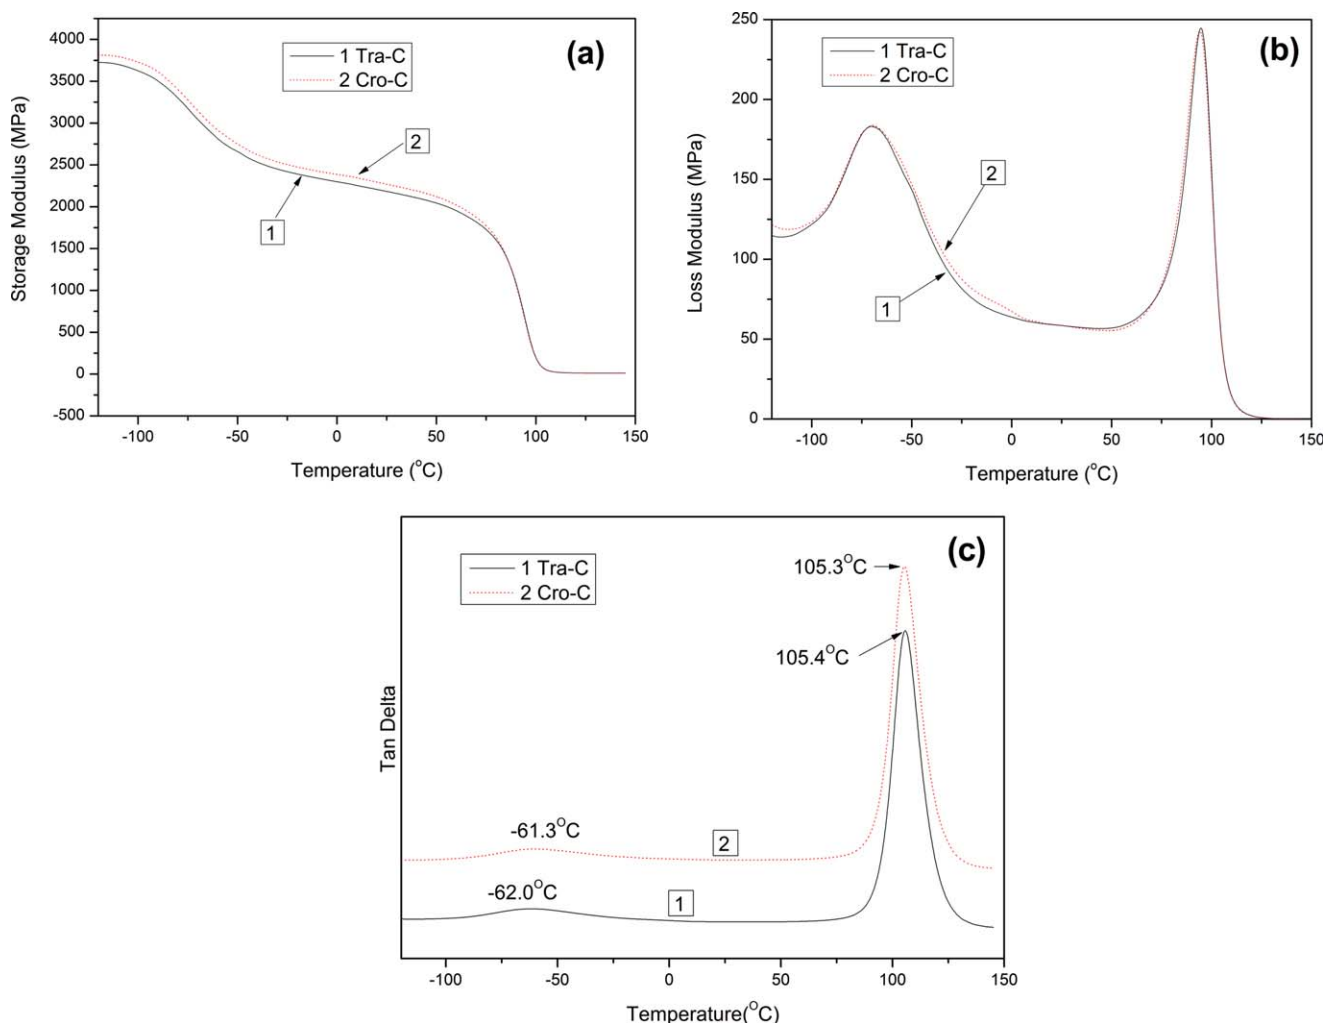 (a)
1 Tra-C
2 Cro-C
4000
3500
3000
2500
2000
1500
1000
500
0
-500
2
1
Storage Modulus (MPa)
-100 -50 0 50 100 150
Temperature (°C)
(b)
1 Tra-C
2 Cro-C
250
200
150
100
50
0
2
1
Loss Modulus (MPa)
-100 -50 0 50 100 150
Temperature (°C)
(c)
1 Tra-C
2 Cro-C
105.3°C
105.4°C
Tan Delta
-61.3°C
2
-62.0°C
1
-100 -50 0 50 100 150
Temperature(°C)